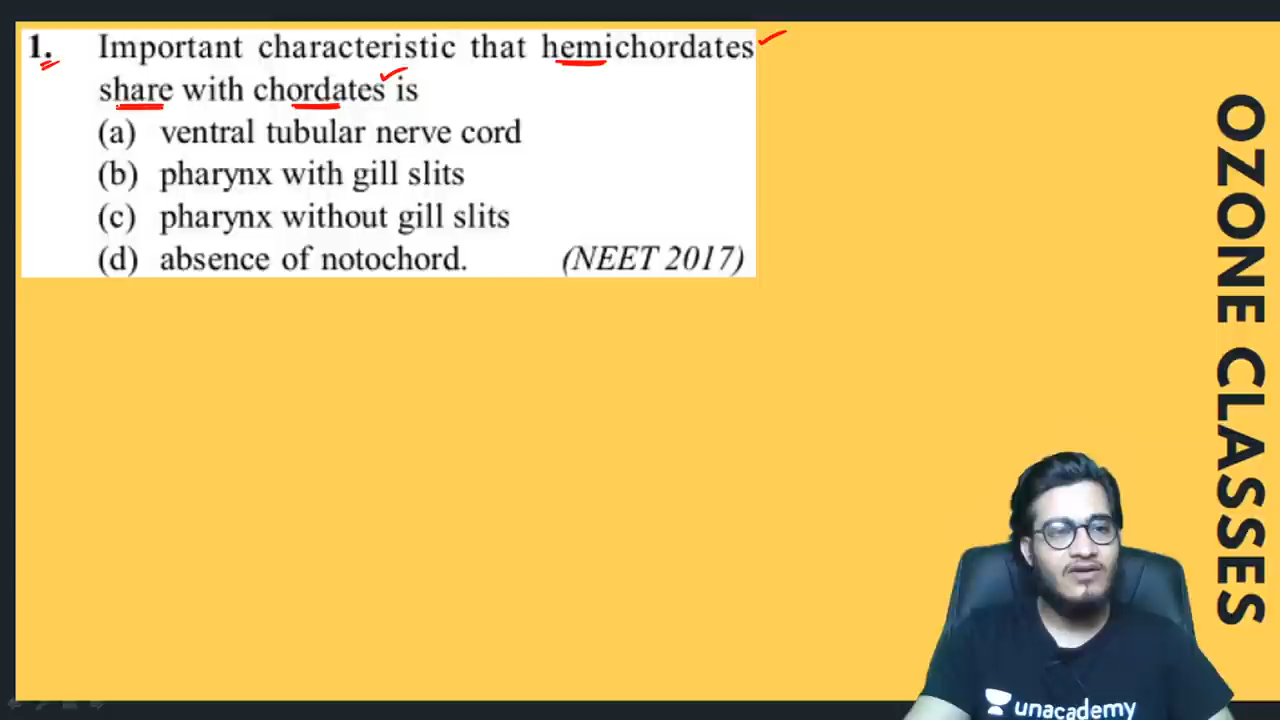 1. Important characteristic that hemichordates
share with chordates is
(a) ventral tubular nerve cord
(b) pharynx with gill slits
(c) pharynx without gill slits
(d) absence of notochord. (NEET 2017)
OZONE CLASSES
unacademy